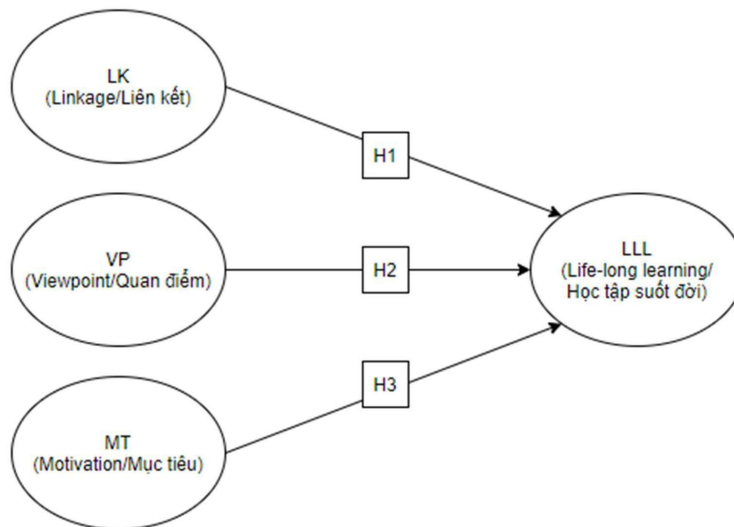 LK
(Linkage/Liên kết)
H1
VP
(Viewpoint/Quan điểm)
H2
LLL
(Life-long learning/
Học tập suốt đời)
H3
MT
(Motivation/Mục tiêu)